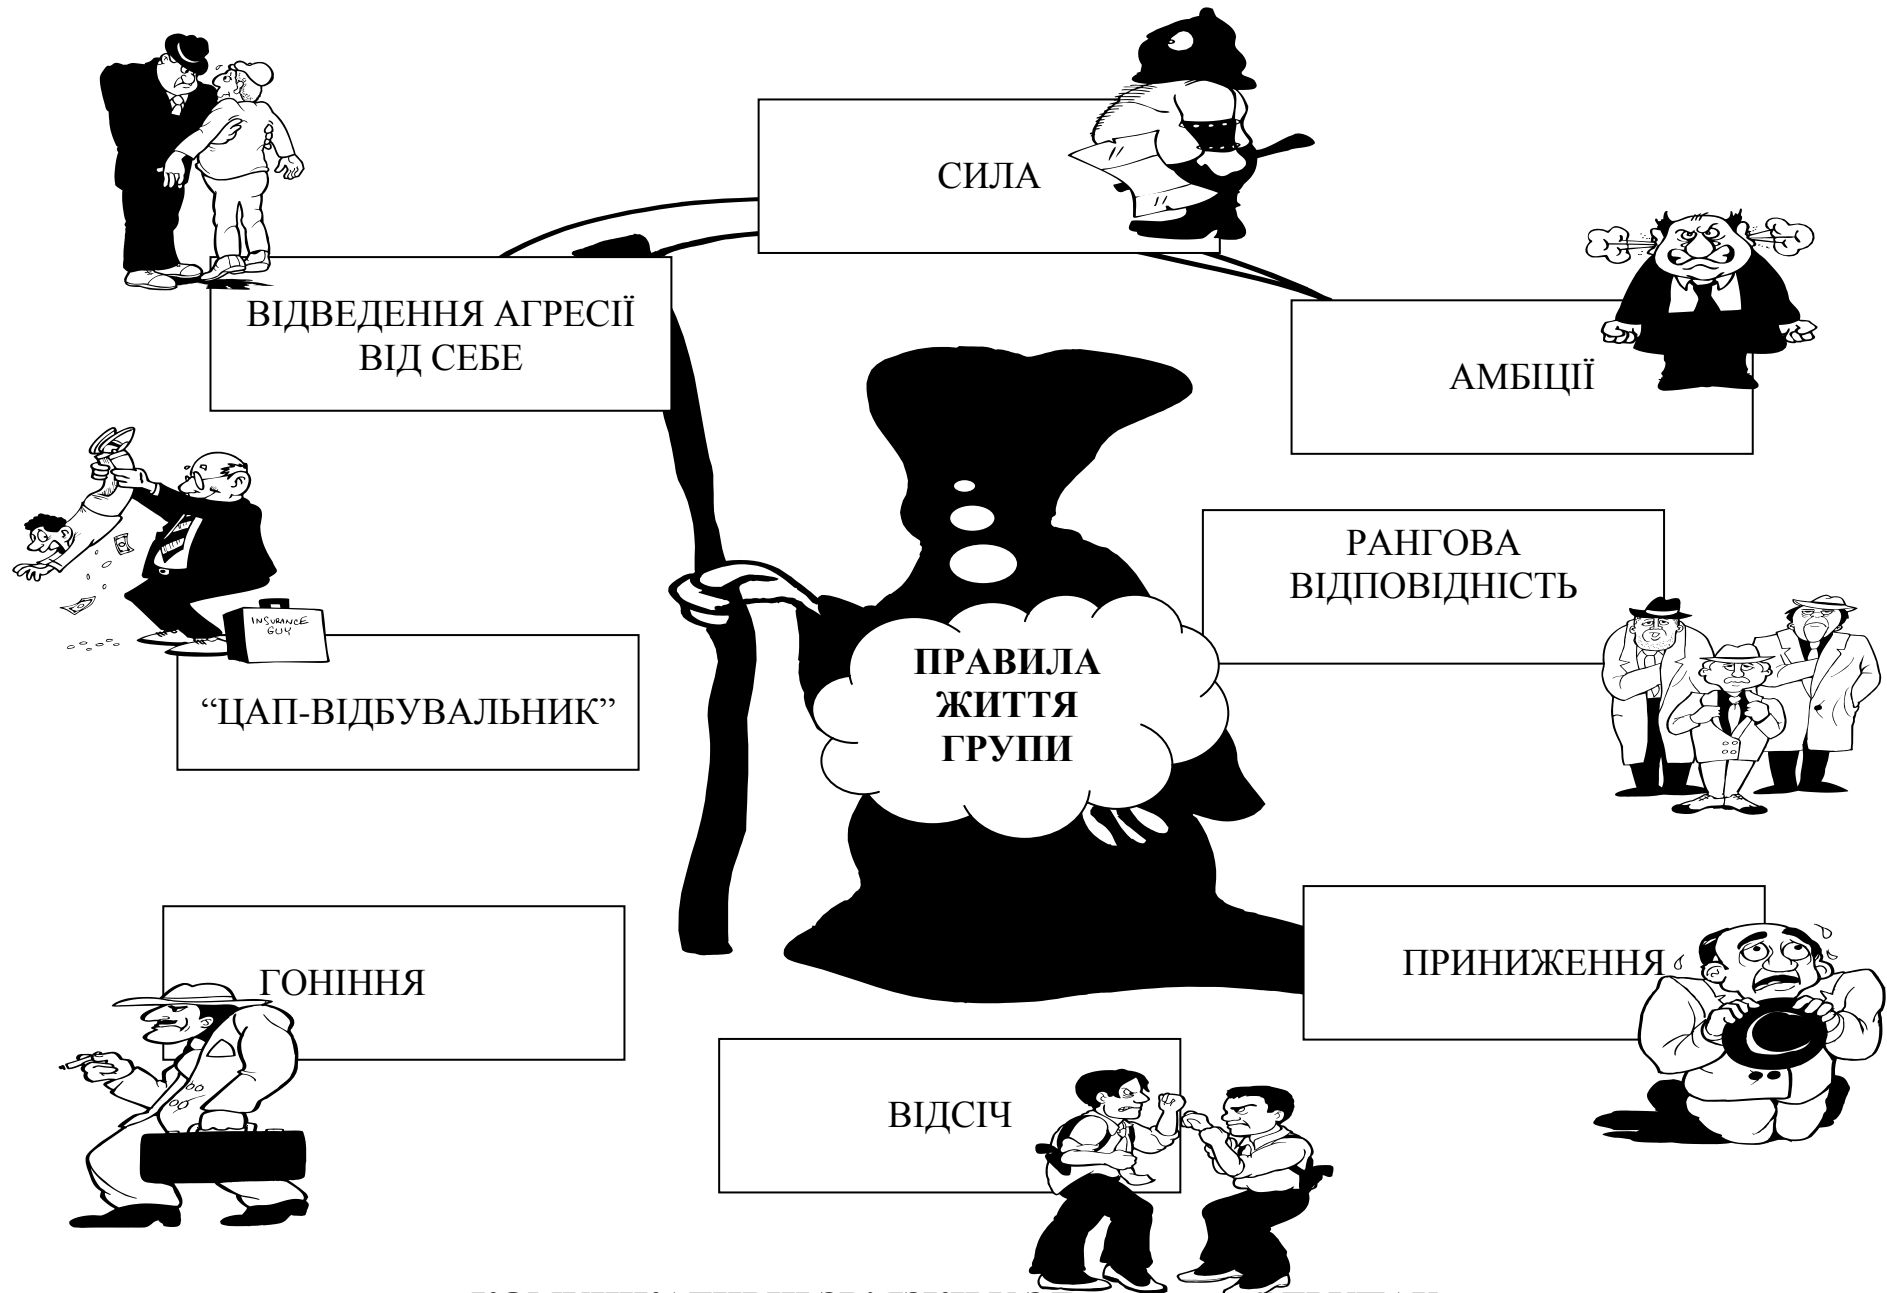 СИЛА
ВІДВЕДЕННЯ АГРЕСІЇ
ВІД СЕБЕ
АМБІЦІЇ
РАНГОВА
ВІДПОВІДНІСТЬ
INSURANCE
GUY
“ЦАП-ВІДБУВАЛЬНИК”
ПРАВИЛА
ЖИТТЯ
ГРУПИ
ГОНІННЯ
ПРИНИЖЕННЯ
ВІДСІЧ